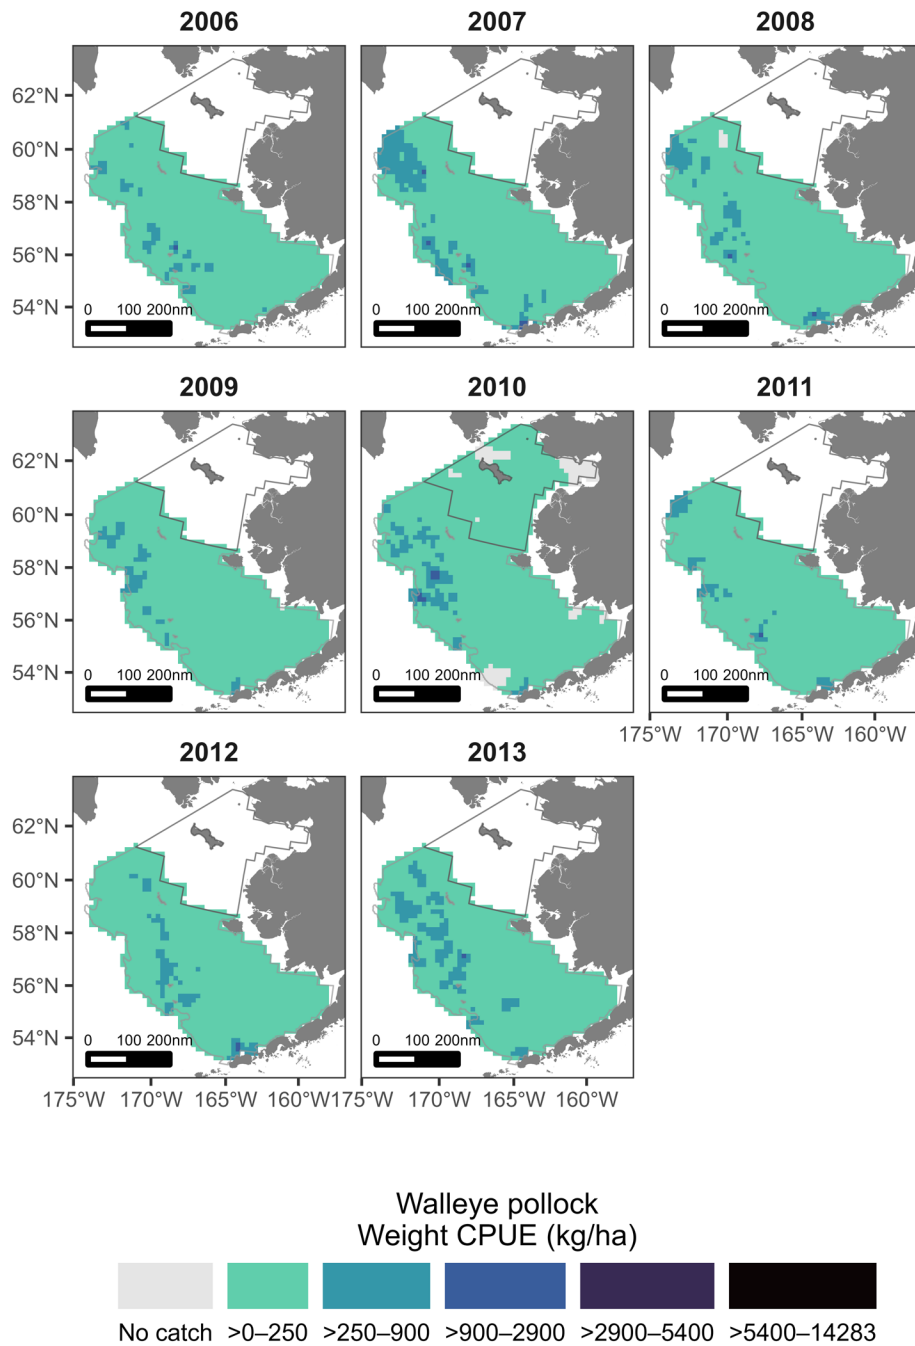 2006 2007 2008
62°N
60°N
58°N
56°N
54°N
0 100 200nm 0 100 200nm 0 100 200nm
2009 2010 2011
62°N
60°N
58°N
56°N
54°N
0 100 200nm 0 100 200nm 0 100 200nm
175°W 170°W 165°W 160°W
2012 2013
62°N
60°N
58°N
56°N
54°N
0 100 200nm 0 100 200nm
175°W 170°W 165°W 160°W 175°W 170°W 165°W 160°W
Walleye pollock
Weight CPUE (kg/ha)
No catch >0–250 >250–900 >900–2900 >2900–5400 >5400–14283